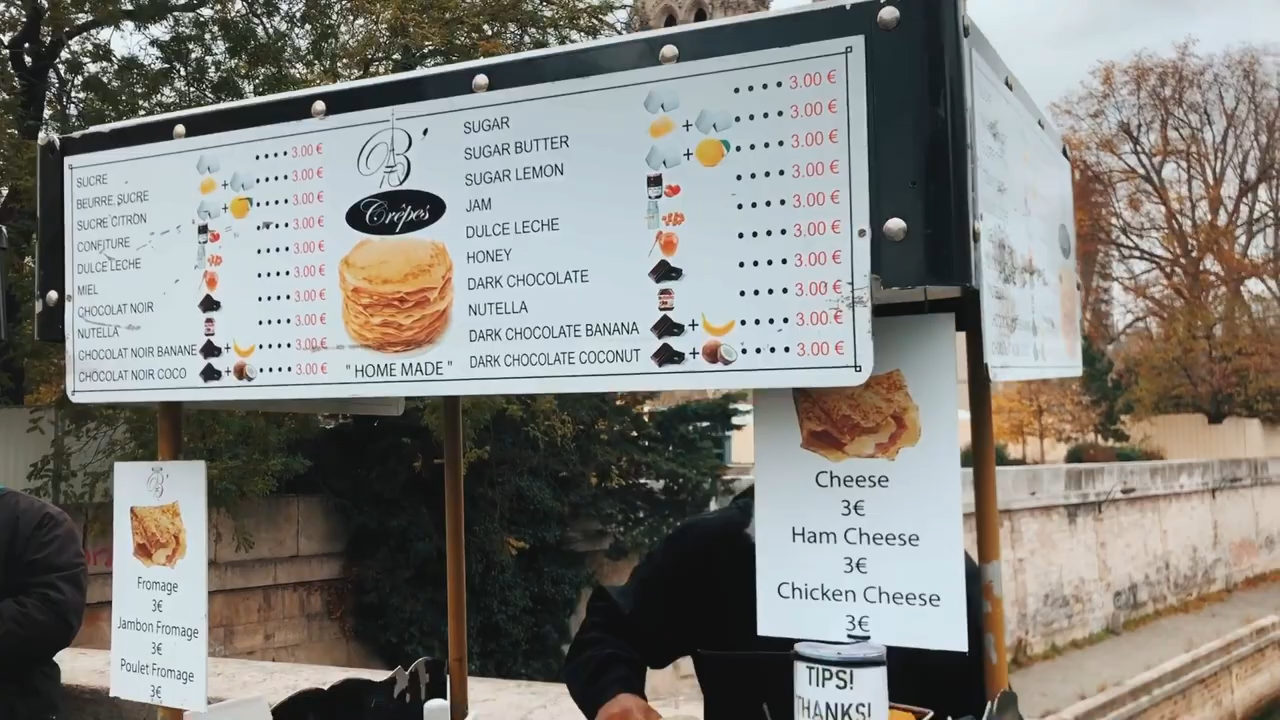 SUCRE .... 3.00 €
BEURRE, SUCRE + .... 3.00 €
SUCRE CITRON + .... 3.00 €
CONFITURE .... 3.00 €
DULCE LECHE .... 3.00 €
MIEL .... 3.00 €
CHOCOLAT NOIR .... 3.00 €
NUTELLA .... 3.00 €
CHOCOLAT NOIR BANANE + .... 3.00 €
CHOCOLAT NOIR COCO + .... 3.00 €
B'
Crêpes
" HOME MADE "
SUGAR .... 3.00 €
SUGAR BUTTER + .... 3.00 €
SUGAR LEMON + .... 3.00 €
JAM .... 3.00 €
DULCE LECHE .... 3.00 €
HONEY .... 3.00 €
DARK CHOCOLATE .... 3.00 €
NUTELLA .... 3.00 €
DARK CHOCOLATE BANANA + .... 3.00 €
DARK CHOCOLATE COCONUT + .... 3.00 €
B'
Fromage
3€
Jambon Fromage
3€
Poulet Fromage
3€
Cheese
3€
Ham Cheese
3€
Chicken Cheese
3€
TIPS!
THANKS!